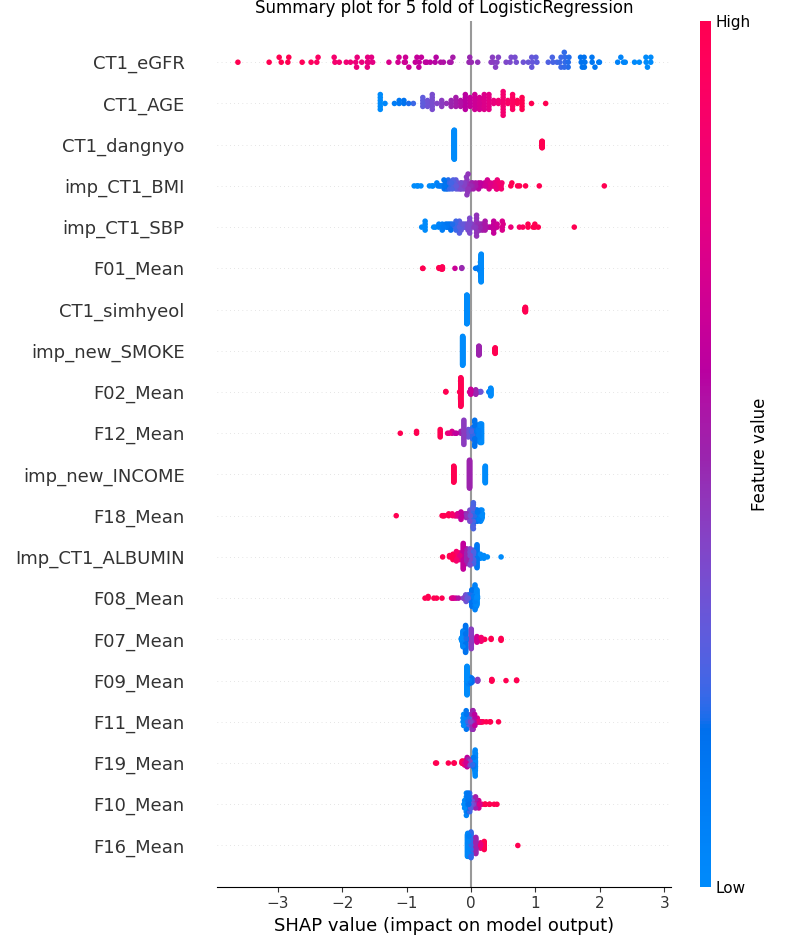 Summary plot for 5 fold of LogisticRegression
High
CT1_eGFR
CT1_AGE
CT1_dangnyo
imp_CT1_BMI
imp_CT1_SBP
F01_Mean
CT1_simhyeol
imp_new_SMOKE
F02_Mean
F12_Mean
imp_new_INCOME
F18_Mean
Imp_CT1_ALBUMIN
F08_Mean
F07_Mean
F09_Mean
F11_Mean
F19_Mean
F10_Mean
F16_Mean
Feature value
Low
−3 −2 −1 0 1 2 3
SHAP value (impact on model output)